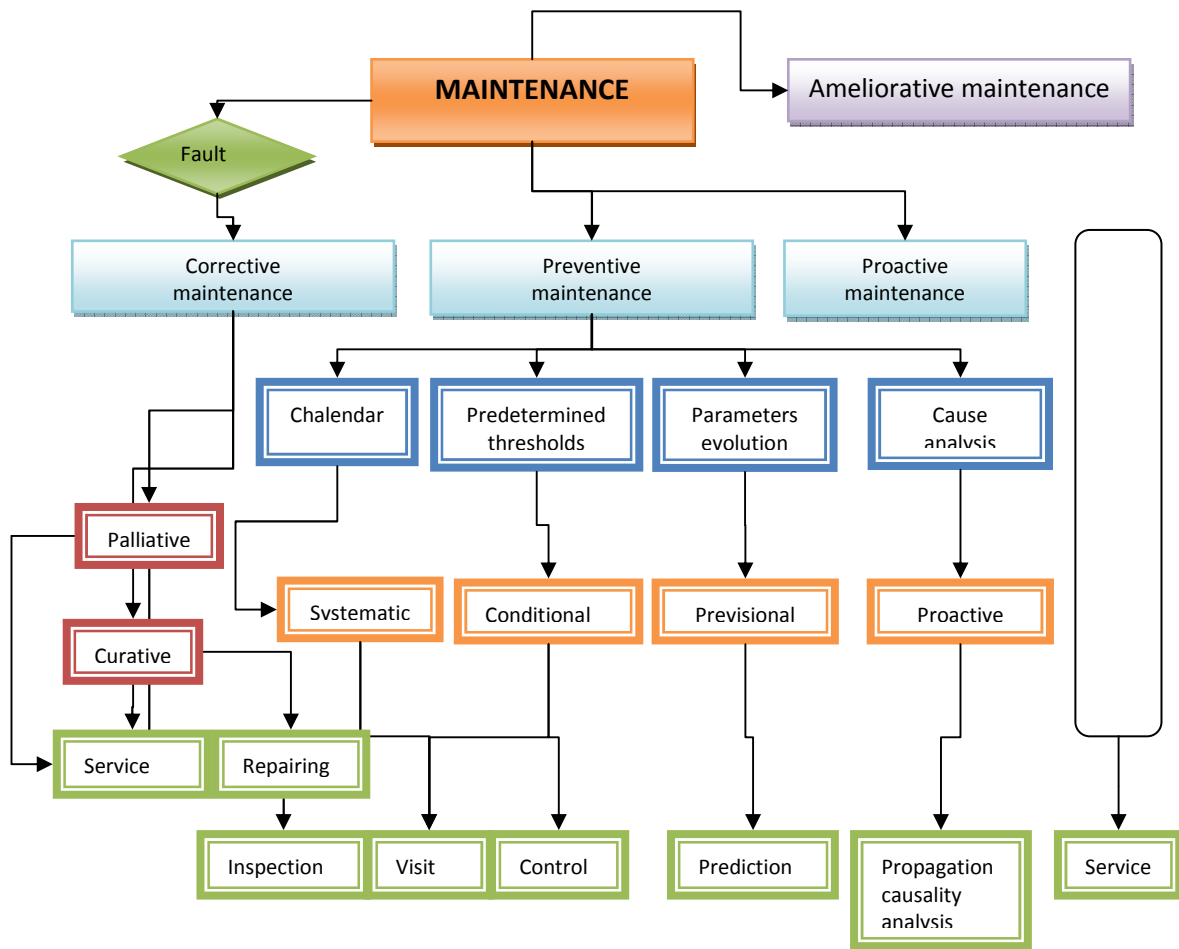 MAINTENANCE
Ameliorative maintenance
Fault
Corrective
maintenance
Preventive
maintenance
Proactive
maintenance
Chalendar
Predetermined
thresholds
Parameters
evolution
Cause
analysis
Palliative
Systematic
Conditional
Previsional
Proactive
Curative
Service
Repairing
Inspection
Visit
Control
Prediction
Propagation
causality
analysis
Service